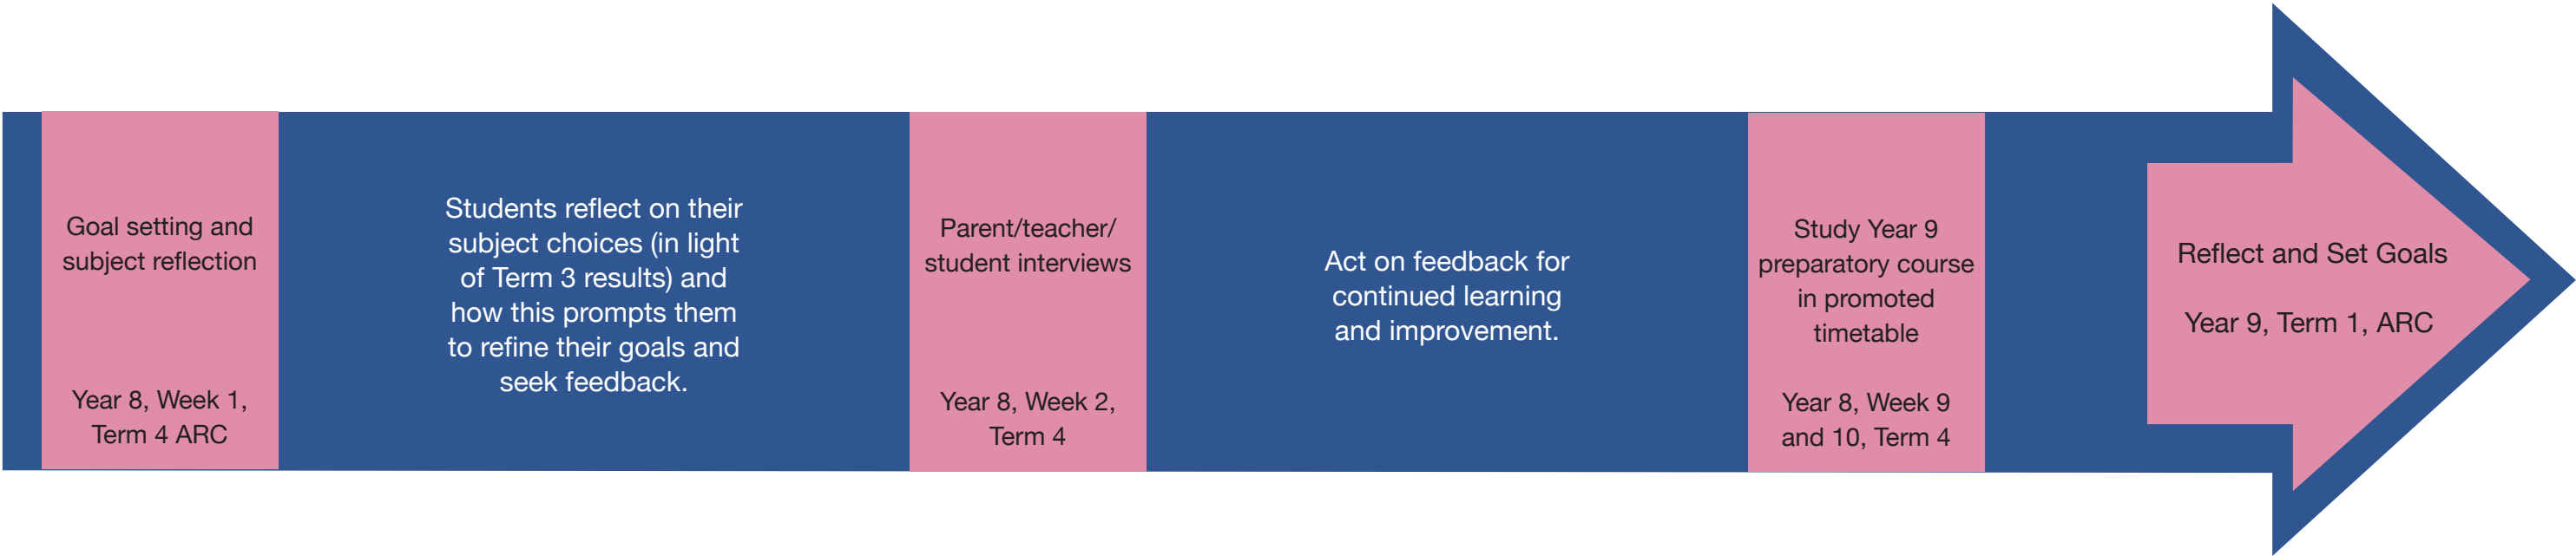 Goal setting and
subject reflection
Year 8, Week 1,
Term 4 ARC
Students reflect on their
subject choices (in light
of Term 3 results) and
how this prompts them
to refine their goals and
seek feedback.
Parent/teacher/
student interviews
Year 8, Week 2,
Term 4
Act on feedback for
continued learning
and improvement.
Study Year 9
preparatory course
in promoted
timetable
Year 8, Week 9
and 10, Term 4
Reflect and Set Goals
Year 9, Term 1, ARC